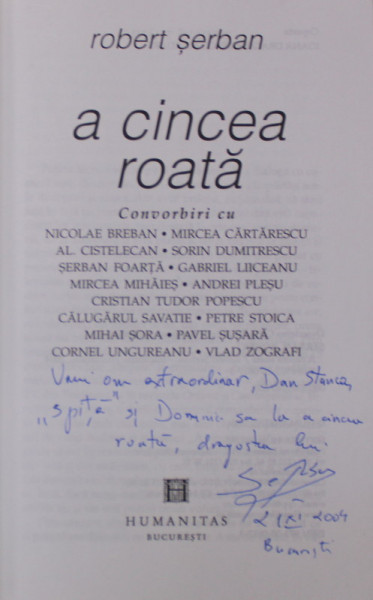 robert șerban
a cincea
roată
Convorbiri cu
NICOLAE BREBAN • MIRCEA CĂRTĂRESCU
AL. CISTELECAN • SORIN DUMITRESCU
ȘERBAN FOARȚĂ • GABRIEL LIICEANU
MIRCEA MIHĂIEȘ • ANDREI PLEȘU
CRISTIAN TUDOR POPESCU
CĂLUGĂRUL SAVATIE • PETRE STOICA
MIHAI ȘORA • PAVEL ȘUȘARĂ
CORNEL UNGUREANU • VLAD ZOGRAFI
Unui om extraordinar, Dan Stanca,
„spiță” și Domnia sa la a cincea
roată, dragostea lui
21 XI 2004
București
H
HUMANITAS
BUCUREȘTI